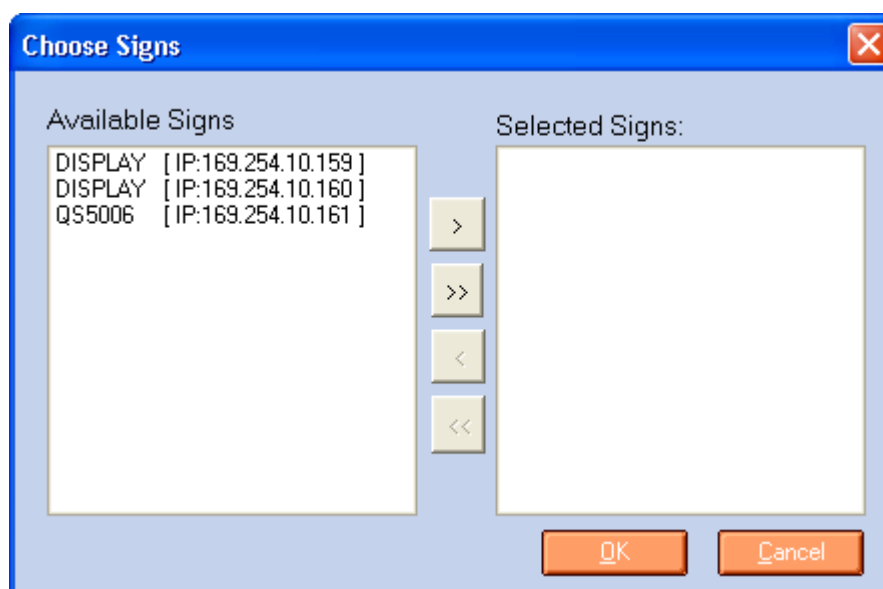 Choose Signs
Available Signs
Selected Signs:
DISPLAY [ IP:169.254.10.159 ]
DISPLAY [ IP:169.254.10.160 ]
QS5006 [ IP:169.254.10.161 ]
>
>>
<
<<
OK
Cancel